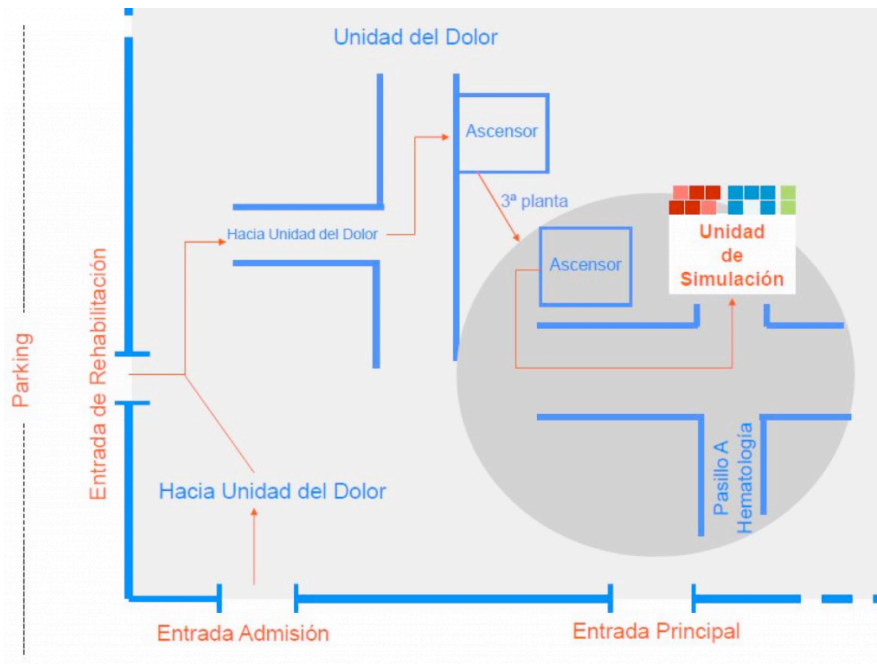 Unidad del Dolor
Ascensor
3ª planta
Hacia Unidad del Dolor
Ascensor
Unidad
de
Simulación
Parking
Entrada de Rehabilitación
Hacia Unidad del Dolor
Pasillo A
Hematología
Entrada Admisión
Entrada Principal